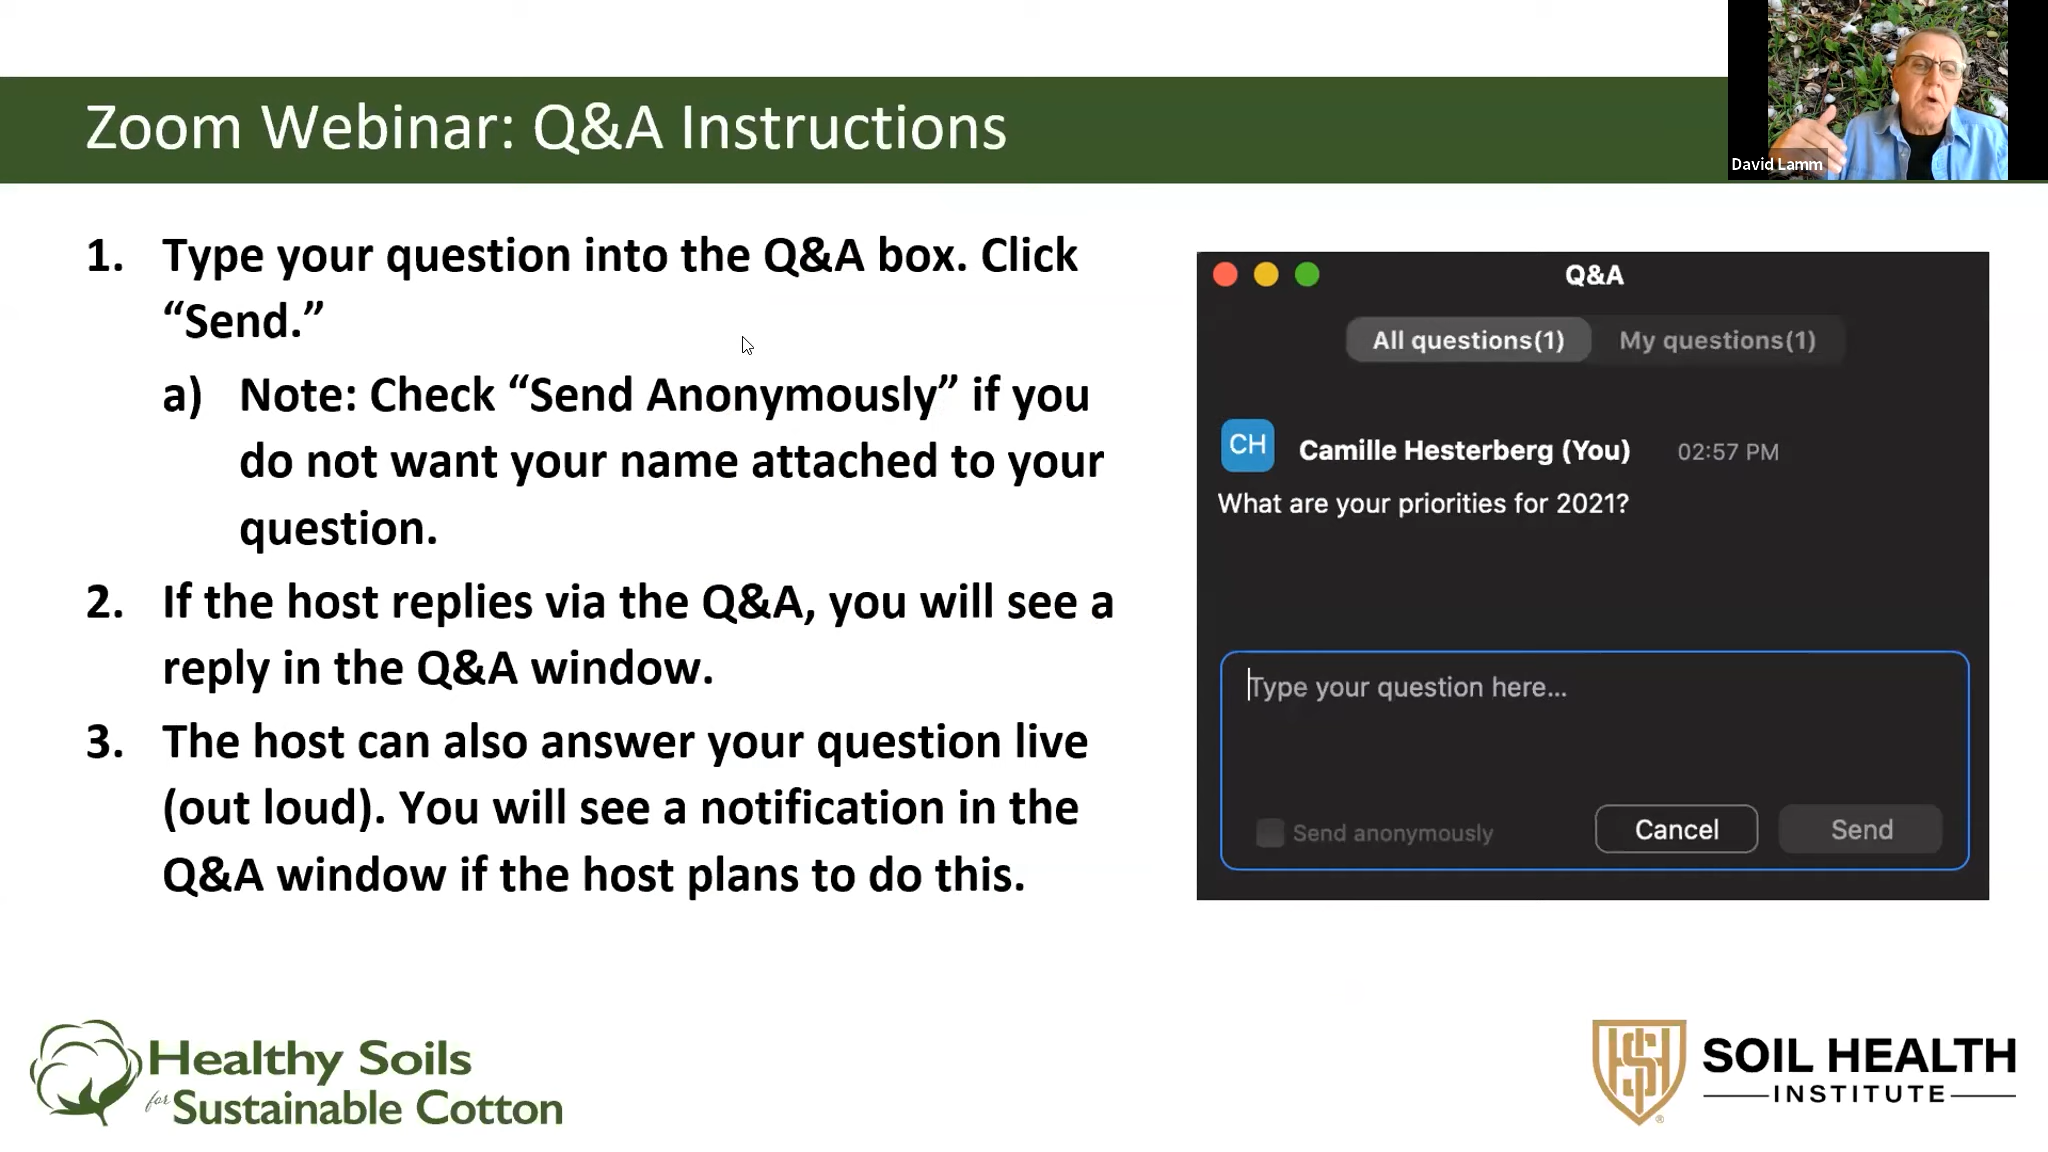 Zoom Webinar: Q&A Instructions
David Lamm
1. Type your question into the Q&A box. Click
“Send.”
a) Note: Check “Send Anonymously” if you
do not want your name attached to your
question.
2. If the host replies via the Q&A, you will see a
reply in the Q&A window.
3. The host can also answer your question live
(out loud). You will see a notification in the
Q&A window if the host plans to do this.
Q&A
All questions(1) My questions(1)
CH Camille Hesterberg (You) 02:57 PM
What are your priorities for 2021?
Type your question here...
Send anonymously Cancel Send
Healthy Soils
for Sustainable Cotton
SOIL HEALTH
INSTITUTE